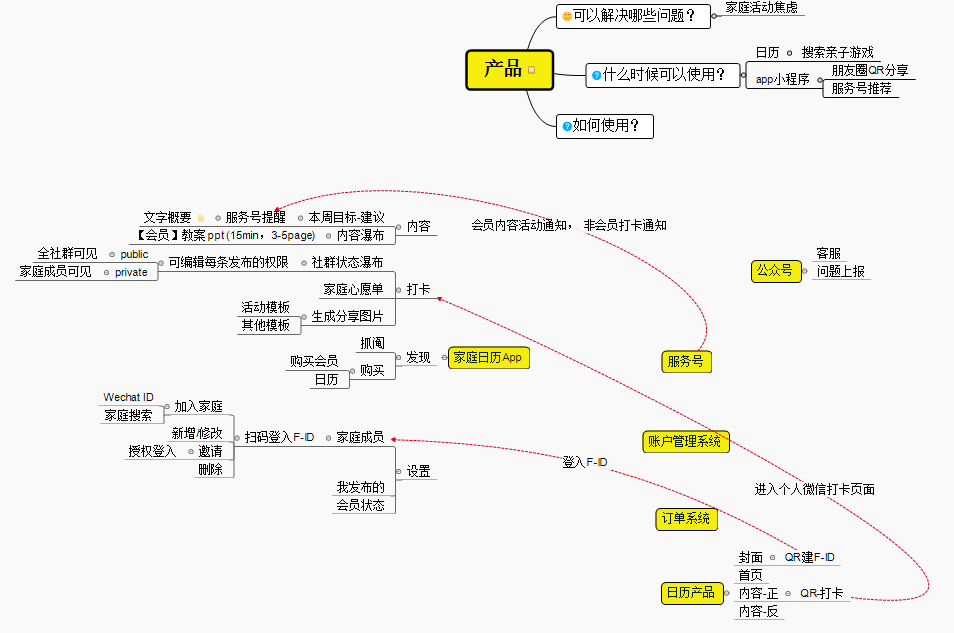 产品
可以解决哪些问题？
家庭活动焦虑
什么时候可以使用？
日历
搜索亲子游戏
app小程序
朋友圈QR分享
服务号推荐
如何使用？
文字概要
服务号提醒
本周目标-建议
【会员】教案 ppt (15min，3-5page)
内容瀑布
内容
全社群可见
public
家庭成员可见
private
可编辑每条发布的权限
社群状态瀑布
家庭心愿单
打卡
活动模板
其他模板
生成分享图片
抓阄
购买会员
日历
购买
发现
家庭日历App
Wechat ID
家庭搜索
加入家庭
新增/修改
授权登入
邀请
删除
扫码登入F-ID
家庭成员
我发布的
会员状态
设置
会员内容活动通知， 非会员打卡通知
公众号
客服
问题上报
服务号
账户管理系统
登入F-ID
进入个人微信打卡页面
订单系统
日历产品
封面
QR建F-ID
首页
内容-正
QR-打卡
内容-反